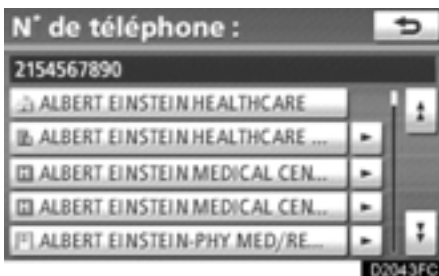 N° de téléphone :
2154567890
ALBERT EINSTEIN HEALTHCARE
ALBERT EINSTEIN HEALTHCARE ...
ALBERT EINSTEIN MEDICAL CEN...
ALBERT EINSTEIN MEDICAL CEN...
ALBERT EINSTEIN-PHY MED/RE...
D2043FC